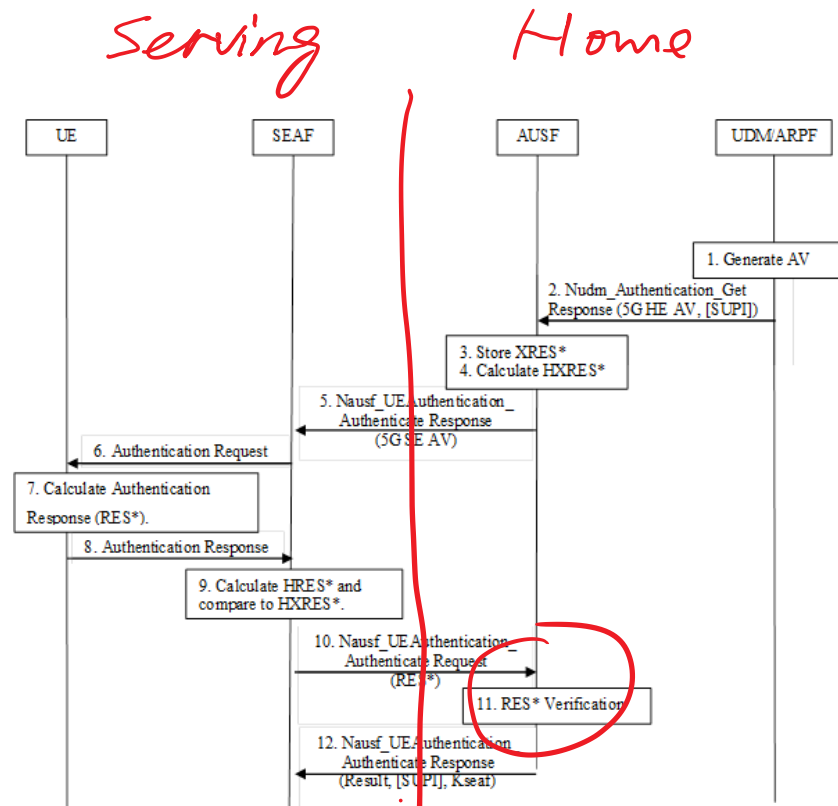 Serving Home
UE SEAF AUSF UDM/ARPF
1. Generate AV
2. Nudm_Authentication_Get
Response (5G HE AV, [SUPI])
3. Store XRES*
4. Calculate HXRES*
5. Nausf_UEAuthentication_
Authenticate Response
(5G SE AV)
6. Authentication Request
7. Calculate Authentication
Response (RES*).
8. Authentication Response
9. Calculate HRES* and
compare to HXRES*.
10. Nausf_UEAuthentication_
Authenticate Request
(RES*)
11. RES* Verification
12. Nausf_UEAuthentication_
Authenticate Response
(Result, [SUPI], Kseaf)